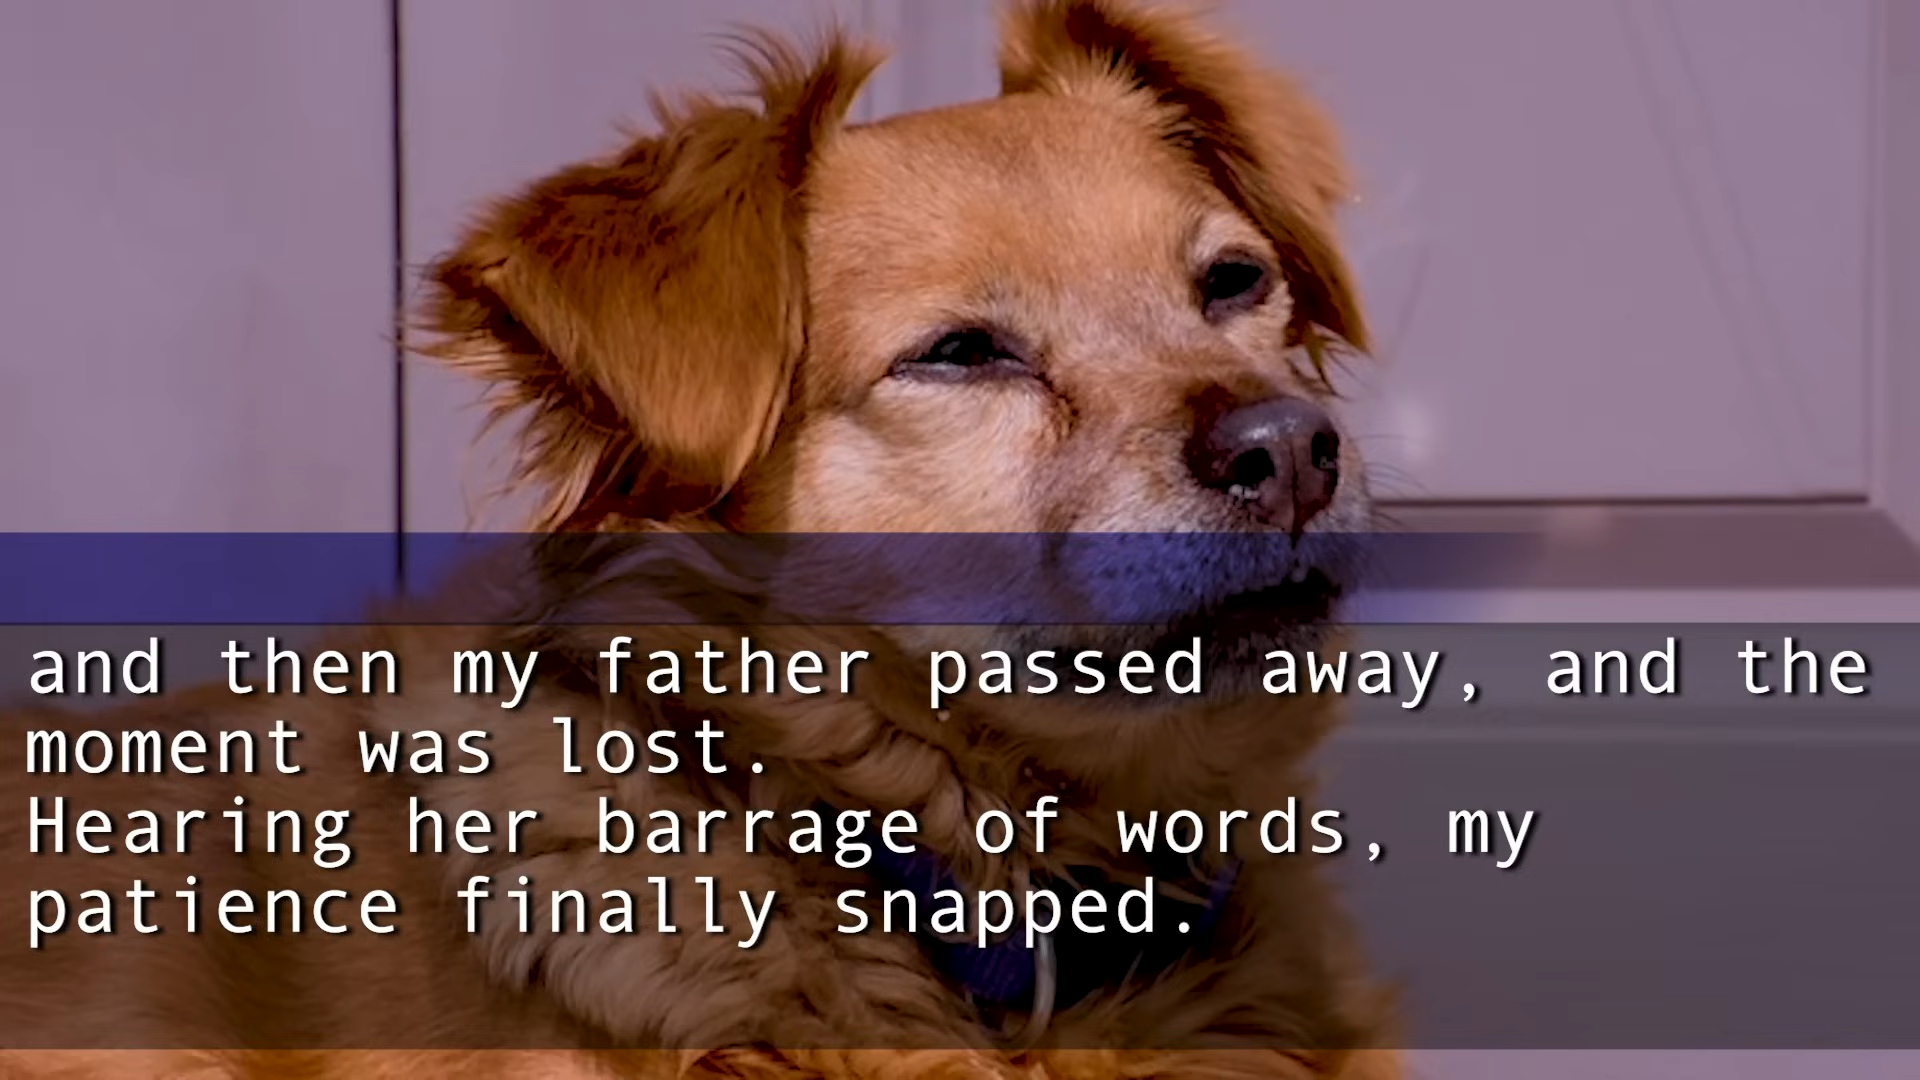 and then my father passed away, and the
moment was lost.
Hearing her barrage of words, my
patience finally snapped.